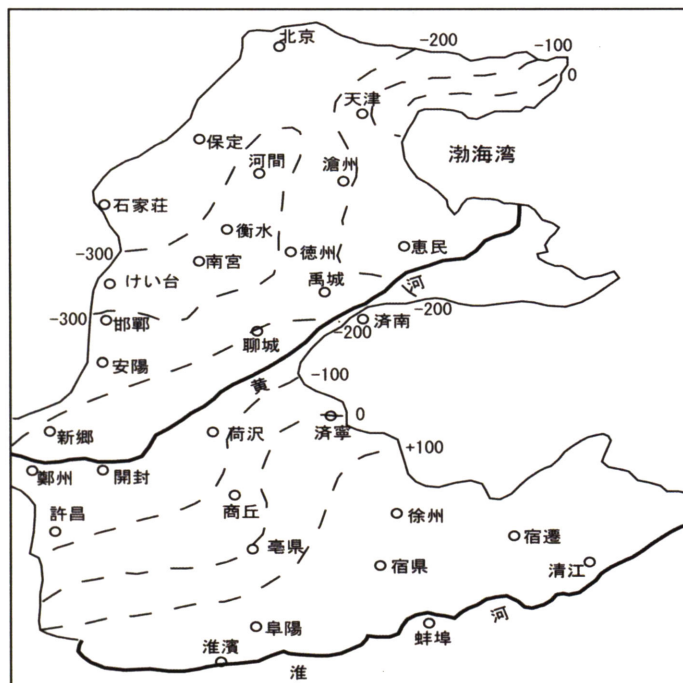 北京
-200
-100
0
天津
保定
河間
滄州
渤海湾
石家荘
衡水
徳州
恵民
-300
南宮
けい台
禹城
河
-200
-300
邯鄲
済南
-200
聊城
安陽
黄
-100
0
新郷
荷沢
済寧
+100
鄭州
開封
商丘
許昌
徐州
宿遷
亳県
宿県
清江
阜陽
蚌埠
河
淮濱
淮